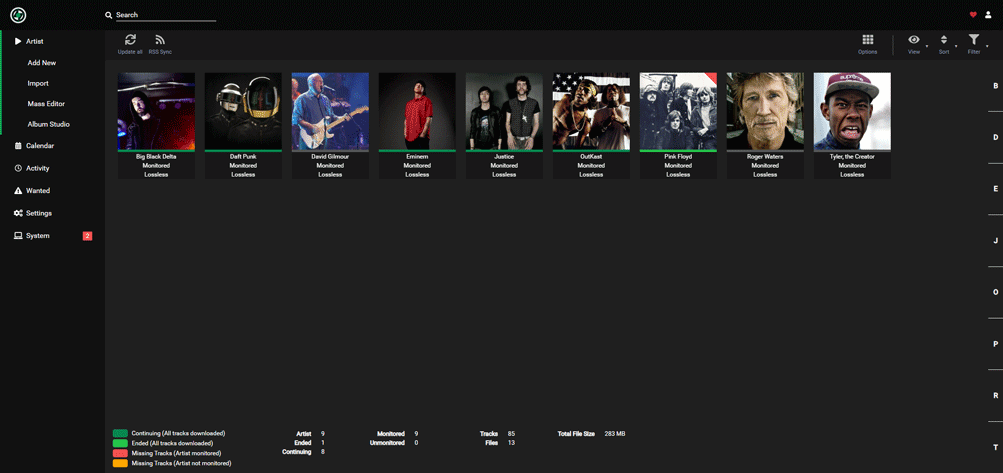 Search
Artist
Add New
Import
Mass Editor
Album Studio
Calendar
Activity
Wanted
Settings
System 2
Update all RSS Sync
Options View Sort Filter
Big Black Delta
Monitored
Lossless
Daft Punk
Monitored
Lossless
David Gilmour
Monitored
Lossless
Eminem
Monitored
Lossless
Justice
Monitored
Lossless
OutKast
Monitored
Lossless
Pink Floyd
Monitored
Lossless
Roger Waters
Monitored
Lossless
Tyler, the Creator
Monitored
Lossless
B
D
E
J
O
P
R
T
Continuing (All tracks downloaded)
Ended (All tracks downloaded)
Missing Tracks (Artist monitored)
Missing Tracks (Artist not monitored)
Artist 9
Ended 1
Continuing 8
Monitored 9
Unmonitored 0
Tracks 85
Files 13
Total File Size 283 MB